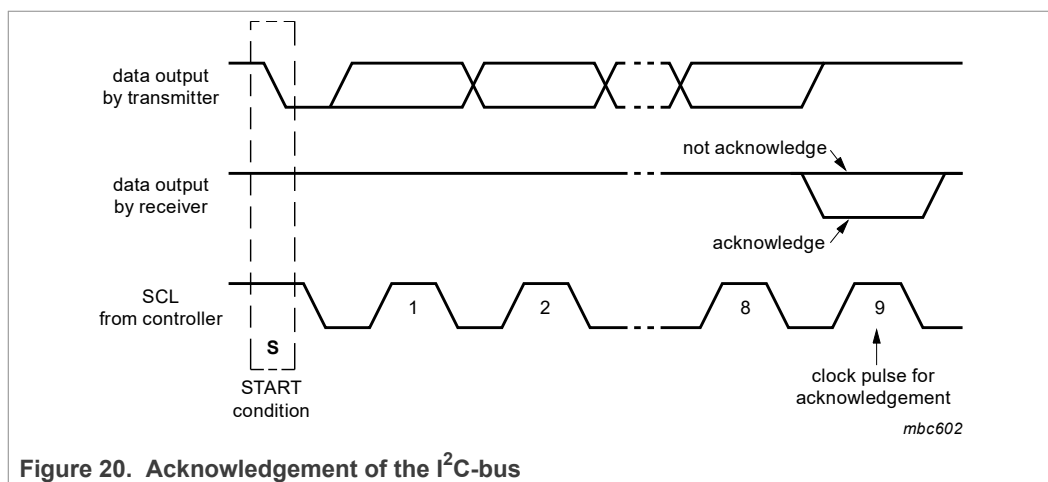 data output
by transmitter
not acknowledge
data output
by receiver
acknowledge
SCL
from controller
1
2
8
9
S
START
condition
clock pulse for
acknowledgement
mbc602
Figure 20. Acknowledgement of the I²C-bus